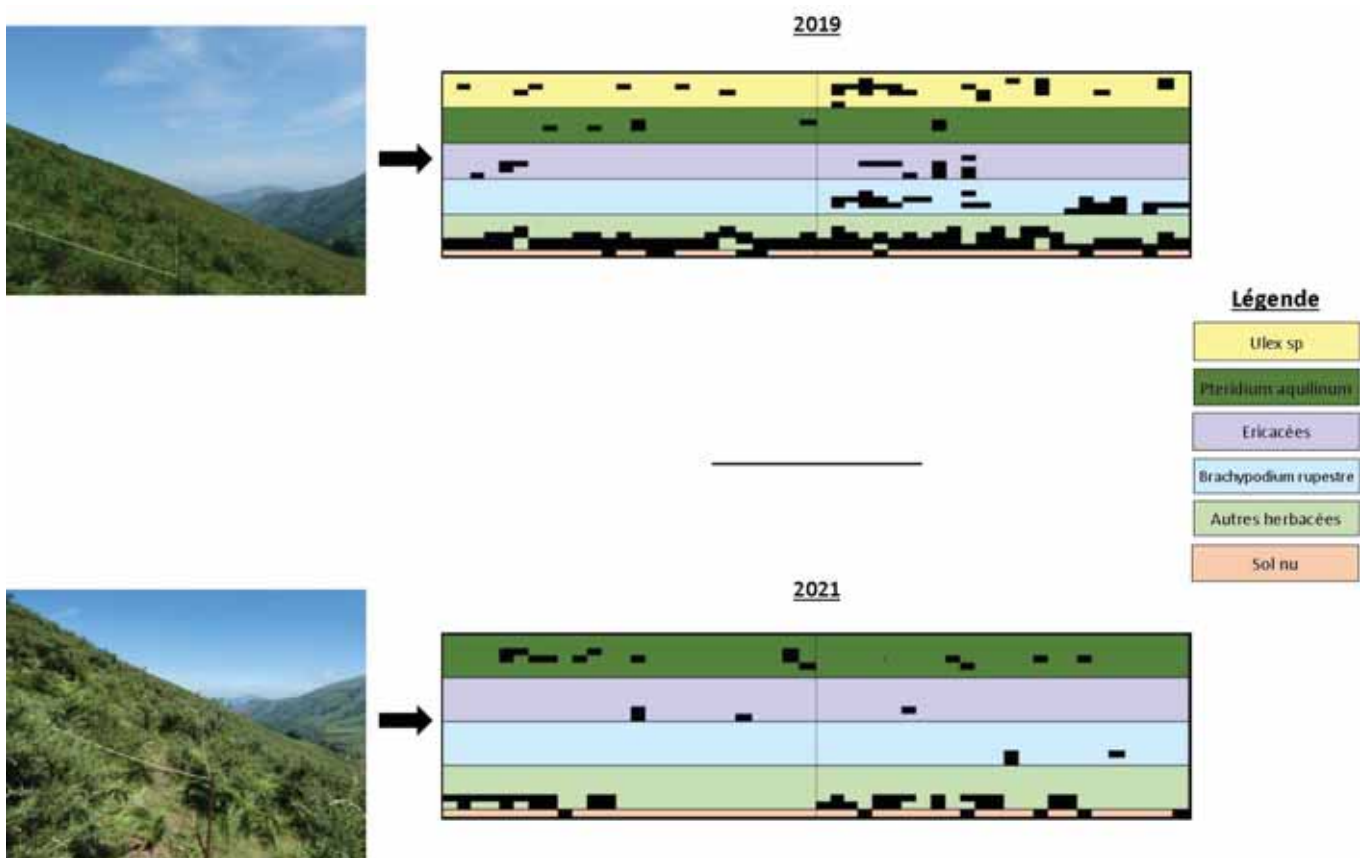 2019
Légende
Ulex sp
Pteridium aquilinum
Ericacées
Brachypodium rupestre
Autres herbacées
Sol nu
2021